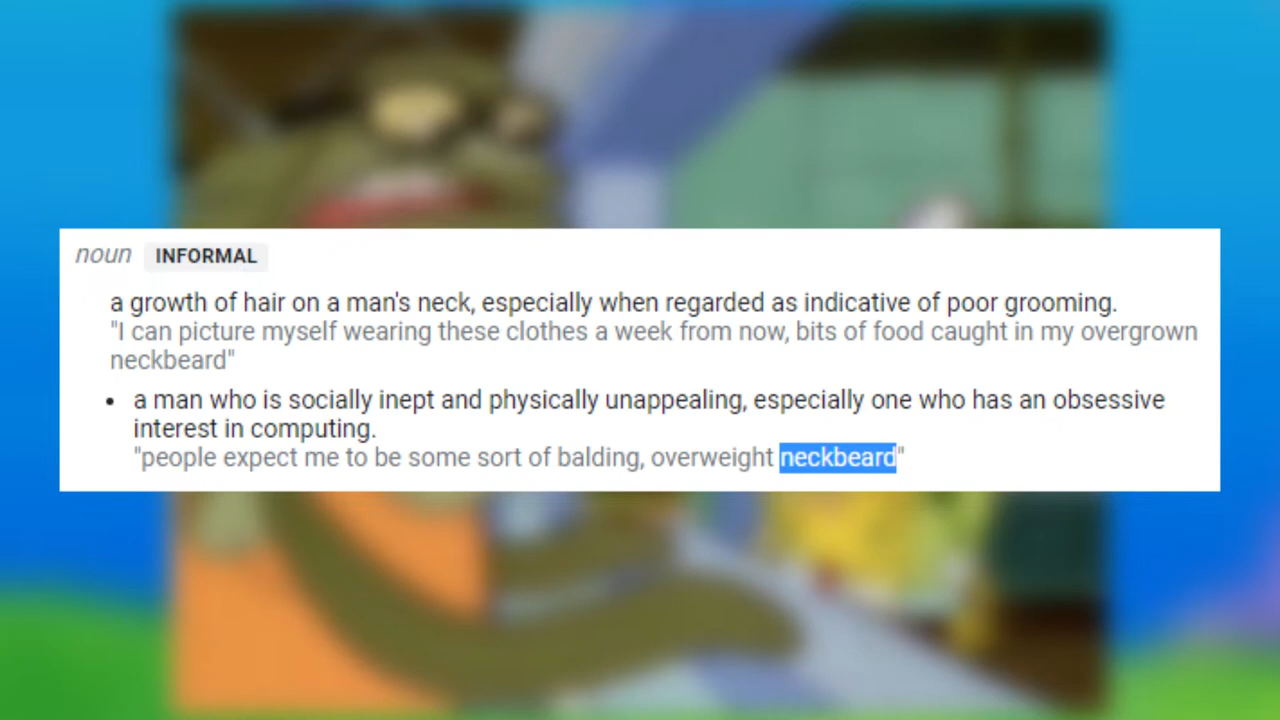 noun INFORMAL
a growth of hair on a man's neck, especially when regarded as indicative of poor grooming.
"I can picture myself wearing these clothes a week from now, bits of food caught in my overgrown
neckbeard"
• a man who is socially inept and physically unappealing, especially one who has an obsessive
interest in computing.
"people expect me to be some sort of balding, overweight neckbeard"